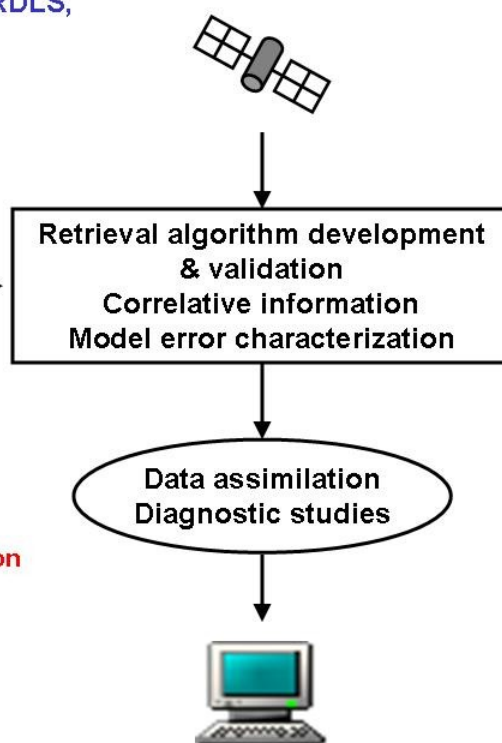 Retrieval algorithm development
& validation
Correlative information
Model error characterization
Data assimilation
Diagnostic studies